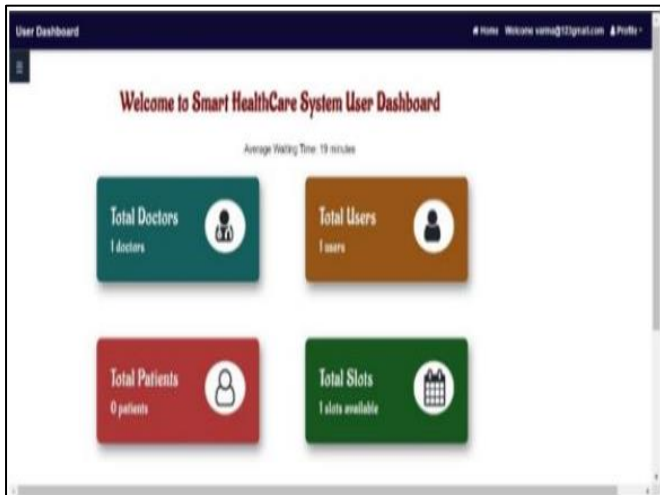 User Dashboard
Home Welcome varma@123gmail.com Profile
Welcome to Smart HealthCare System User Dashboard
Average Waiting Time: 19 minutes
Total Doctors
1 doctors
Total Users
1 users
Total Patients
0 patients
Total Slots
1 slots available